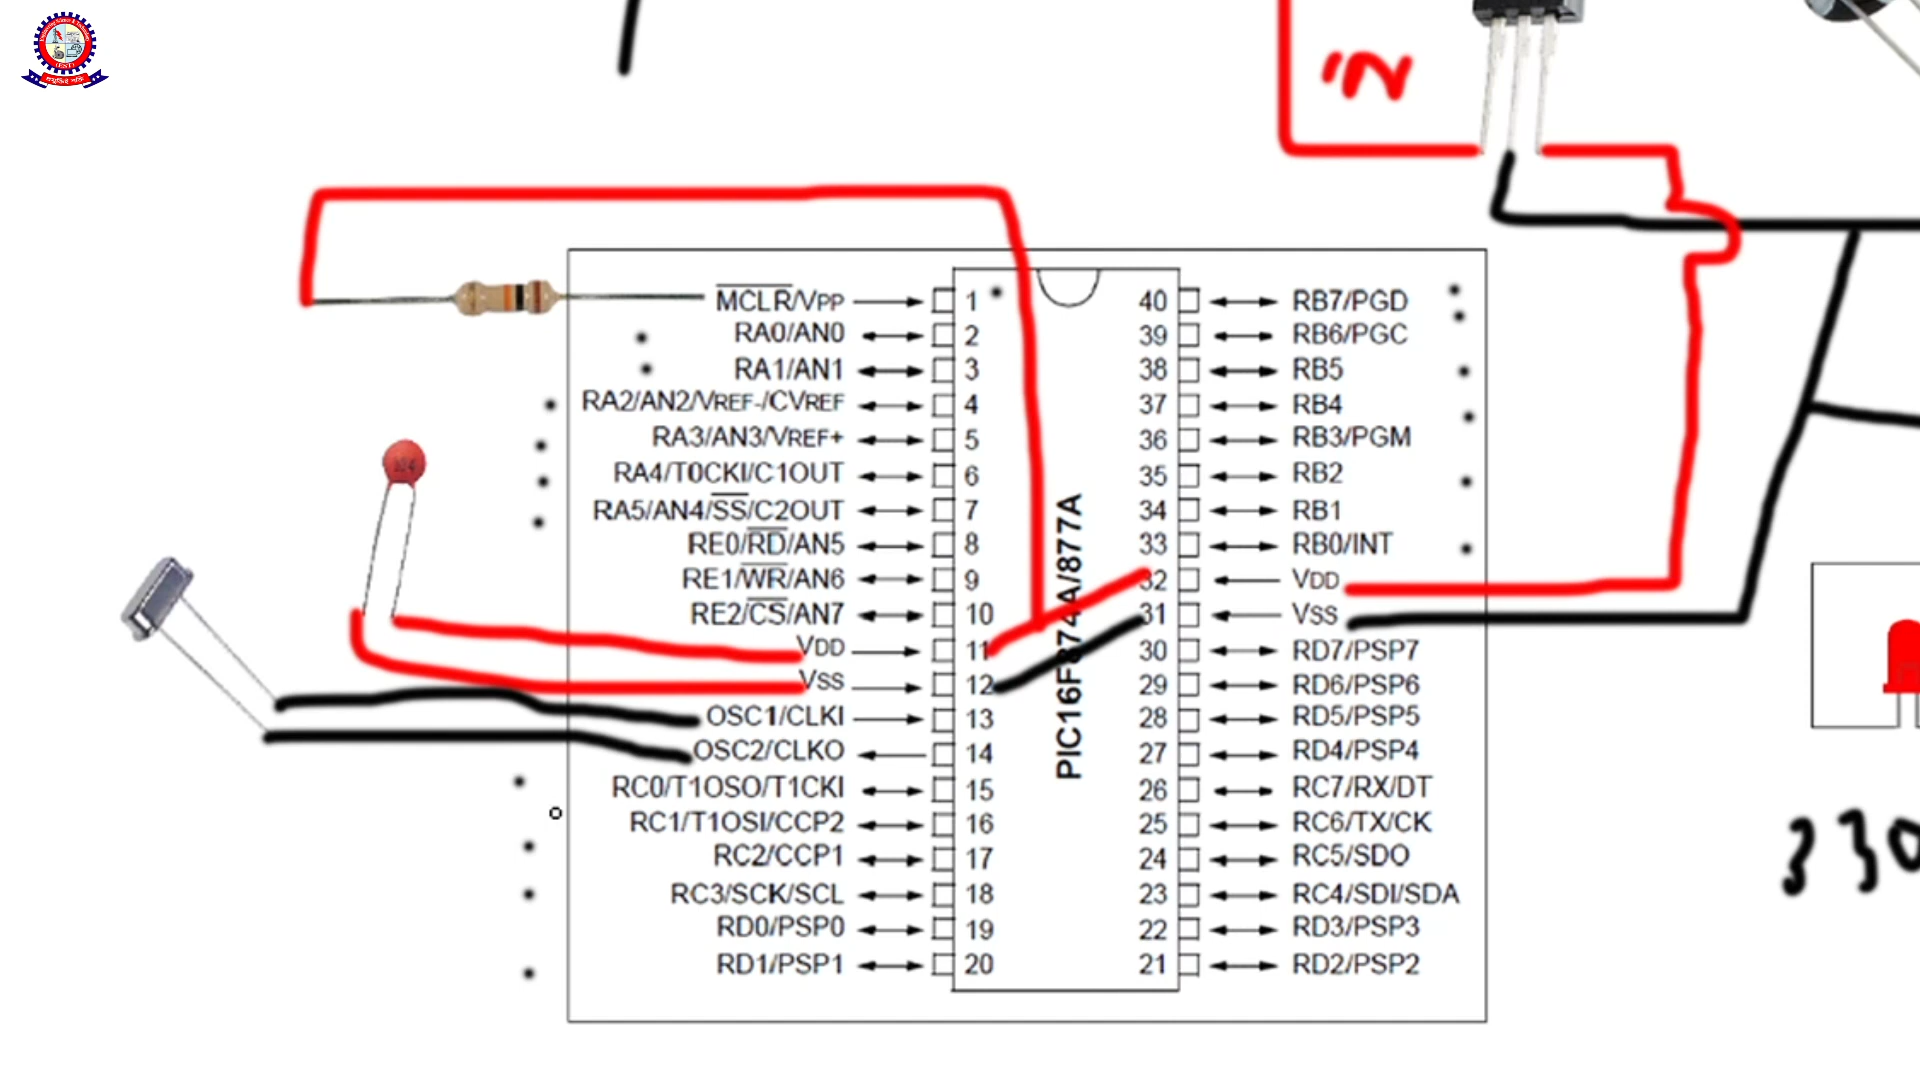 MCLR/VPP 1 40 RB7/PGD
RA0/AN0 2 39 RB6/PGC
RA1/AN1 3 38 RB5
RA2/AN2/VREF-/CVREF 4 37 RB4
RA3/AN3/VREF+ 5 36 RB3/PGM
RA4/T0CKI/C1OUT 6 35 RB2
RA5/AN4/SS/C2OUT 7 34 RB1
RE0/RD/AN5 8 33 RB0/INT
RE1/WR/AN6 9 32 VDD
RE2/CS/AN7 10 31 VSS
VDD 11 30 RD7/PSP7
VSS 12 29 RD6/PSP6
OSC1/CLKI 13 28 RD5/PSP5
OSC2/CLKO 14 27 RD4/PSP4
RC0/T1OSO/T1CKI 15 26 RC7/RX/DT
RC1/T1OSI/CCP2 16 25 RC6/TX/CK
RC2/CCP1 17 24 RC5/SDO
RC3/SCK/SCL 18 23 RC4/SDI/SDA
RD0/PSP0 19 22 RD3/PSP3
RD1/PSP1 20 21 RD2/PSP2
PIC16F874A/877A
330